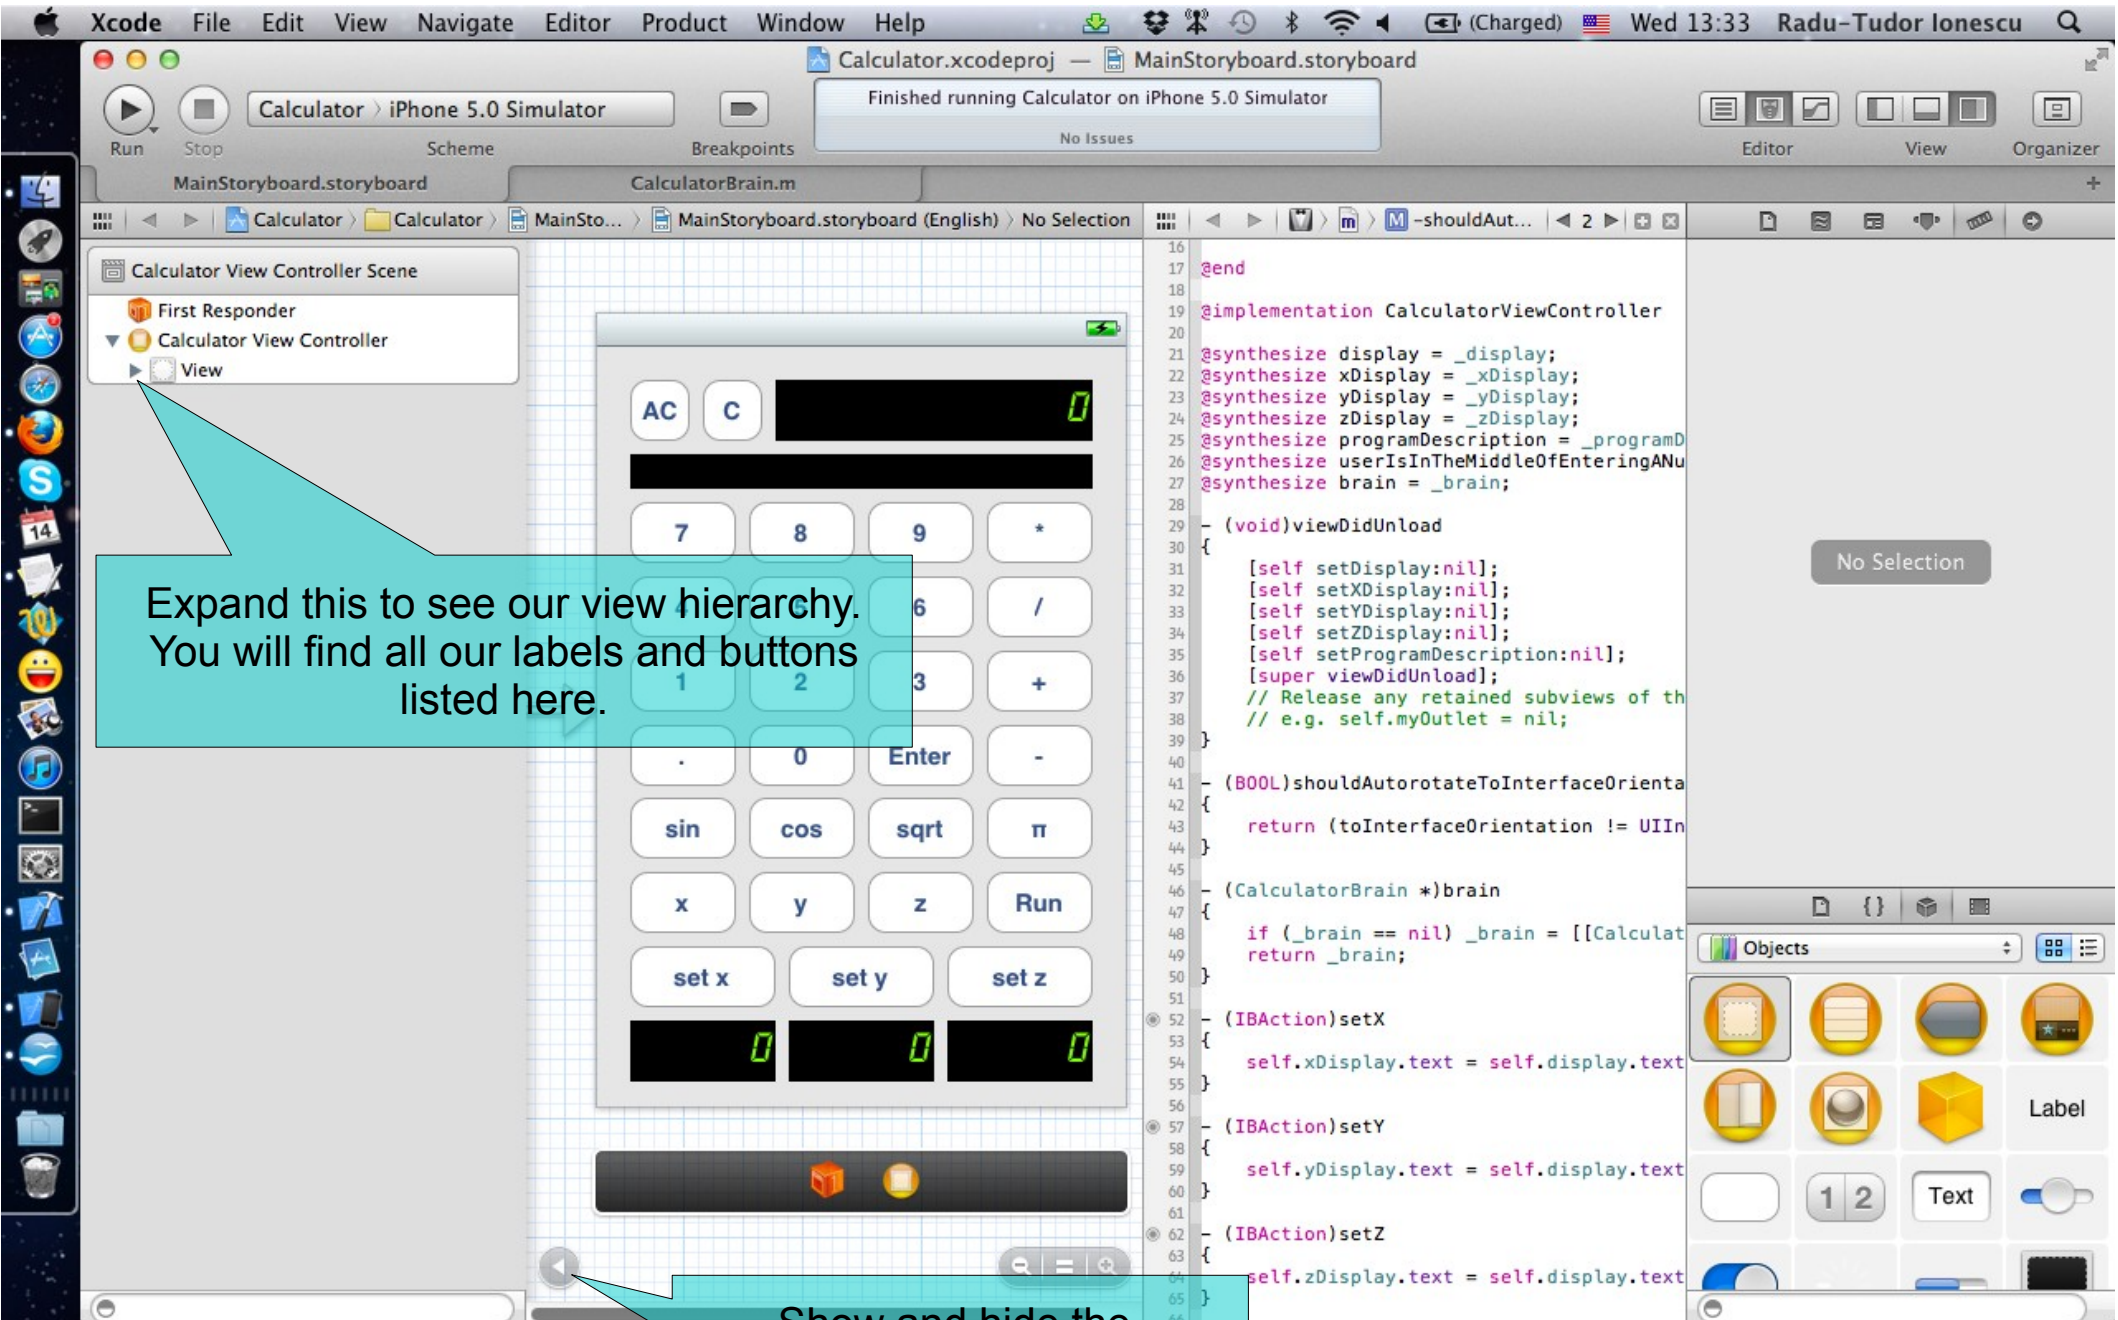 Xcode File Edit View Navigate Editor Product Window Help (Charged) Wed 13:33 Radu-Tudor Ionescu
Calculator.xcodeproj — MainStoryboard.storyboard
Calculator › iPhone 5.0 Simulator
Finished running Calculator on iPhone 5.0 Simulator
No Issues
Run Stop Scheme Breakpoints Editor View Organizer
MainStoryboard.storyboard CalculatorBrain.m +
Calculator › Calculator › MainSto... › MainStoryboard.storyboard (English) › No Selection
m › M -shouldAut... 2
Calculator View Controller Scene
First Responder
Calculator View Controller
View
14
Expand this to see our view hierarchy.
You will find all our labels and buttons
listed here.
AC C 0
7 8 9 *
4 5 6 /
1 2 3 +
. 0 Enter -
sin cos sqrt π
x y z Run
set x set y set z
0 0 0
Show and hide the
16
17 @end
18
19 @implementation CalculatorViewController
20
21 @synthesize display = _display;
22 @synthesize xDisplay = _xDisplay;
23 @synthesize yDisplay = _yDisplay;
24 @synthesize zDisplay = _zDisplay;
25 @synthesize programDescription = _programD
26 @synthesize userIsInTheMiddleOfEnteringANu
27 @synthesize brain = _brain;
28
29 - (void)viewDidUnload
30 {
31 [self setDisplay:nil];
32 [self setXDisplay:nil];
33 [self setYDisplay:nil];
34 [self setZDisplay:nil];
35 [self setProgramDescription:nil];
36 [super viewDidUnload];
37 // Release any retained subviews of th
38 // e.g. self.myOutlet = nil;
39 }
40
41 - (BOOL)shouldAutorotateToInterfaceOrienta
42 {
43 return (toInterfaceOrientation != UIIn
44 }
45
46 - (CalculatorBrain *)brain
47 {
48 if (_brain == nil) _brain = [[Calculat
49 return _brain;
50 }
51
52 - (IBAction)setX
53 {
54 self.xDisplay.text = self.display.text
55 }
56
57 - (IBAction)setY
58 {
59 self.yDisplay.text = self.display.text
60 }
61
62 - (IBAction)setZ
63 {
64 self.zDisplay.text = self.display.text
65 }
66
No Selection
{}
Objects
Label
1 2 Text